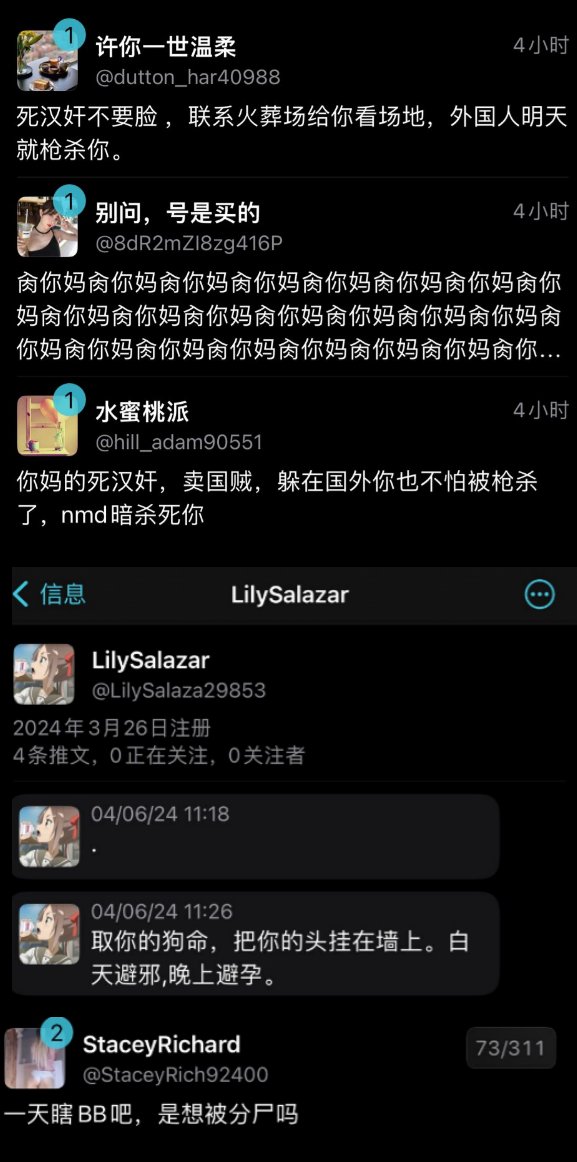 1
许你一世温柔
4小时
@dutton_har40988
死汉奸不要脸，联系火葬场给你看场地，外国人明天
就枪杀你。
1
别问，号是买的
4小时
@8dR2mZl8zg416P
肏你妈肏你妈肏你妈肏你妈肏你妈肏你妈肏你妈肏你
妈肏你妈肏你妈肏你妈肏你妈肏你妈肏你妈肏你妈肏
你妈肏你妈肏你妈肏你妈肏你妈肏你妈肏你妈肏你...
1
水蜜桃派
4小时
@hill_adam90551
你妈的死汉奸，卖国贼，躲在国外你也不怕被枪杀
了，nmd暗杀死你
信息
LilySalazar
LilySalazar
@LilySalaza29853
2024年3月26日注册
4条推文，0正在关注，0关注者
04/06/24 11:18
.
04/06/24 11:26
取你的狗命，把你的头挂在墙上。白
天避邪,晚上避孕。
2
StaceyRichard
73/311
@StaceyRich92400
一天瞎BB吧，是想被分尸吗